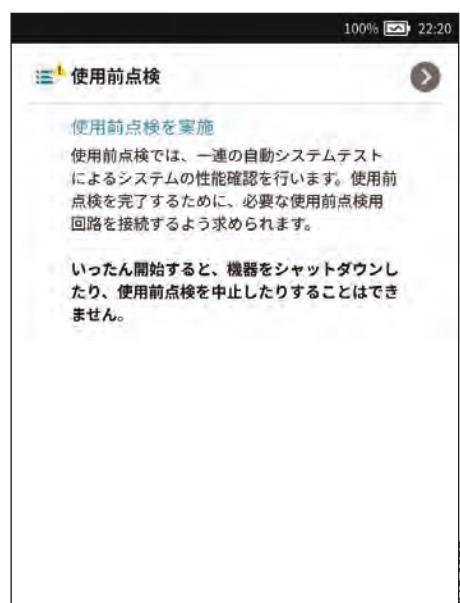 100% 22:20
使用前点検
使用前点検を実施
使用前点検では、一連の自動システムテスト
によるシステムの性能確認を行います。使用前
点検を完了するために、必要な使用前点検用
回路を接続するよう求められます。
いったん開始すると、機器をシャットダウンし
たり、使用前点検を中止したりすることはでき
ません。